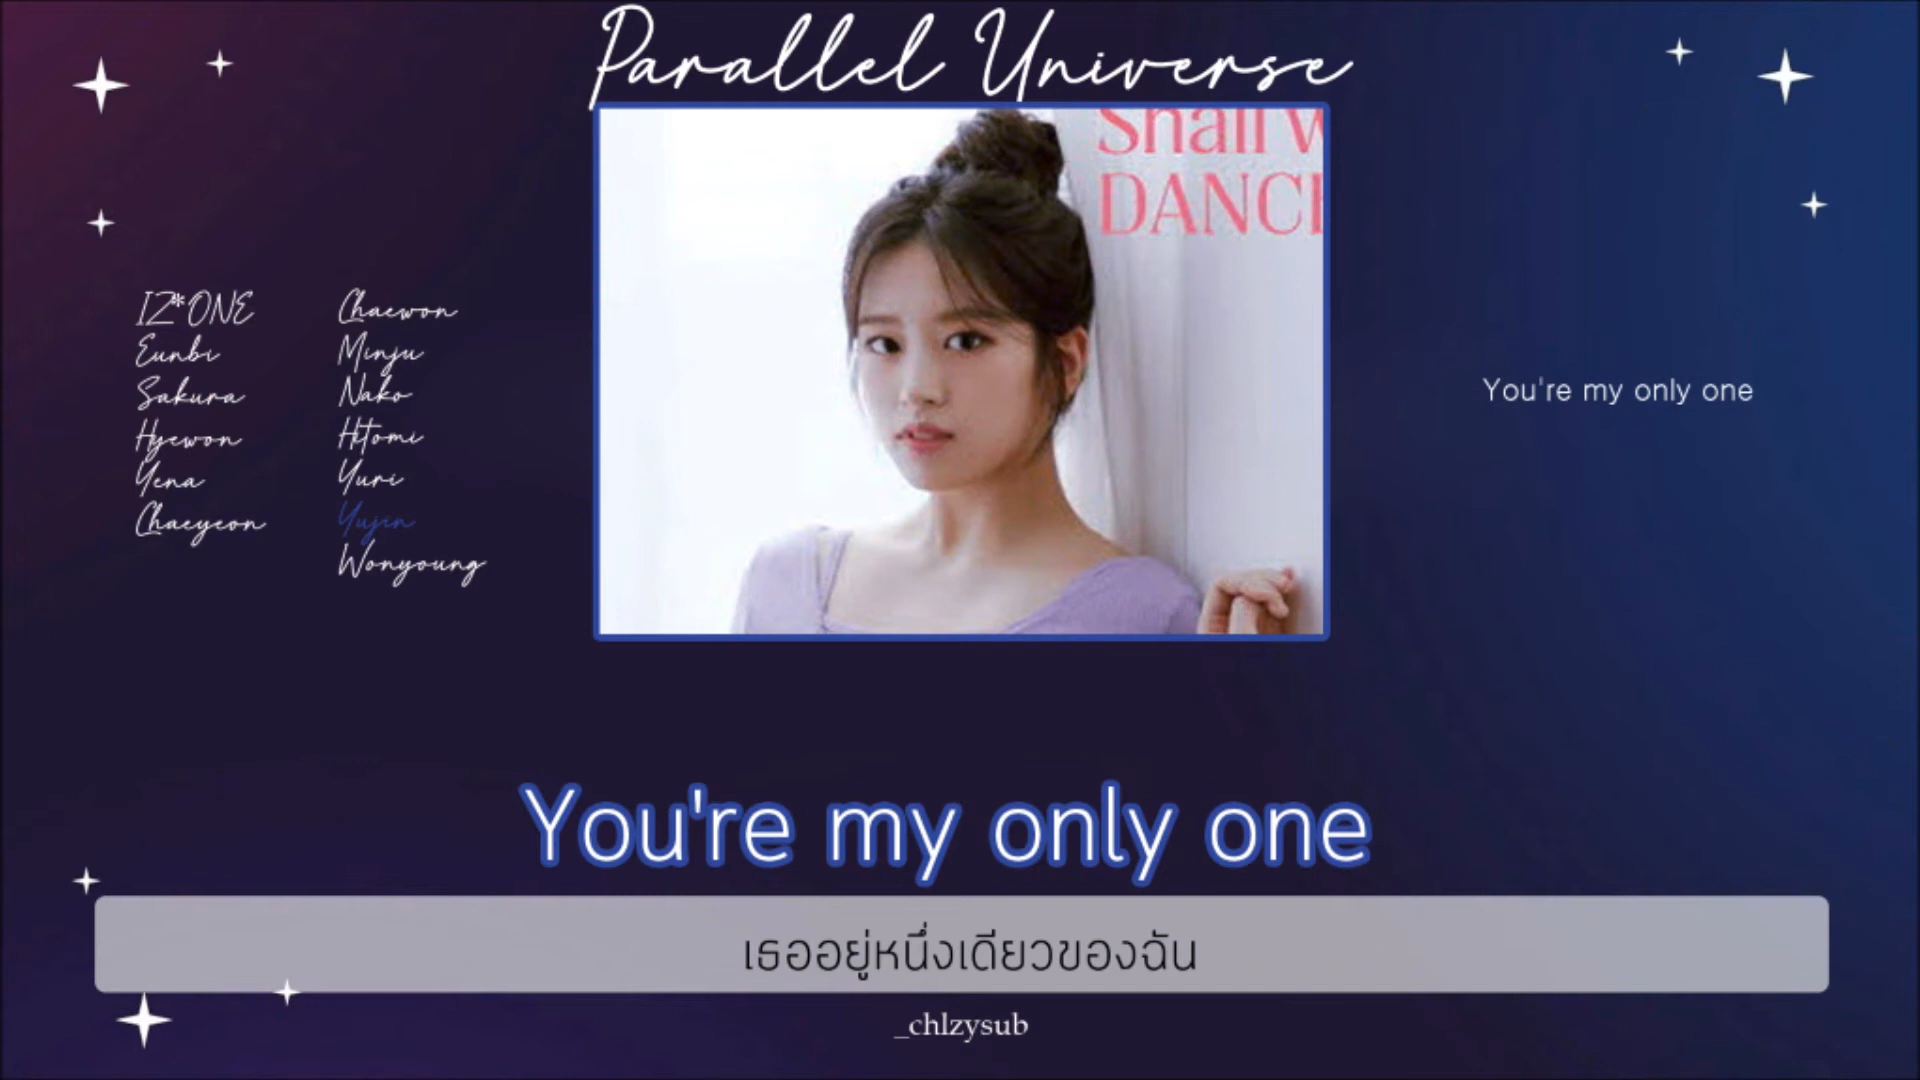 Parallel Universe
Shall W
DANCE
IZ*ONE
Eunbi
Sakura
Hyewon
Yena
Chaeyeon
Chaewon
Minju
Nako
Hitomi
Yuri
Yujin
Wonyoung
You're my only one
You're my only one
เธออยู่หนึ่งเดียวของฉัน
_chlzysub